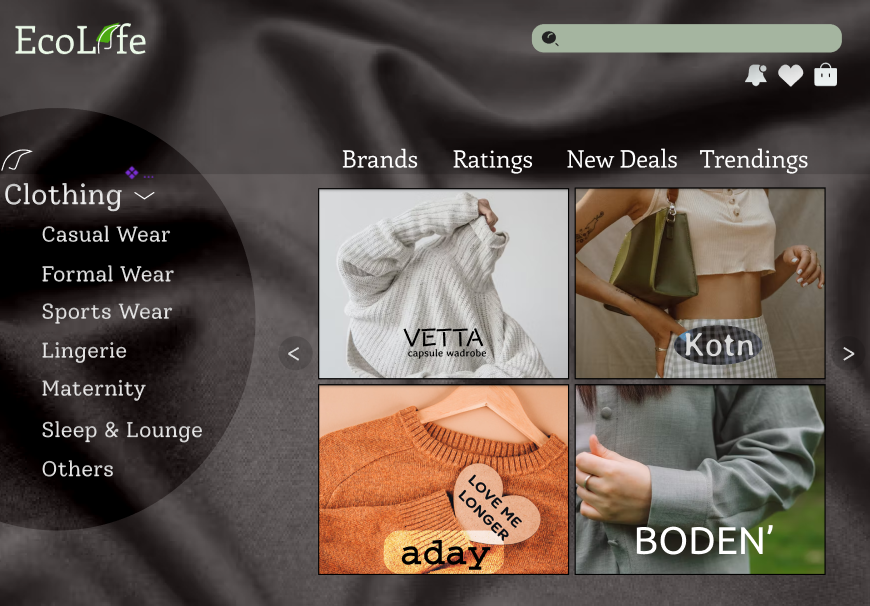 EcoLife
Brands Ratings New Deals Trendings
Clothing
Casual Wear
Formal Wear
Sports Wear
Lingerie
Maternity
Sleep & Lounge
Others
<
>
VETTA
capsule wadrobe
Kotn
LOVE ME
LONGER
aday
BODEN’